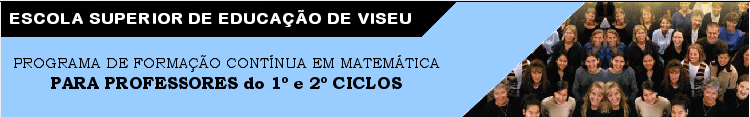 ESCOLA SUPERIOR DE EDUCAÇÃO DE VISEU
PROGRAMA DE FORMAÇÃO CONTÍNUA EM MATEMÁTICA
PARA PROFESSORES do 1º e 2º CICLOS